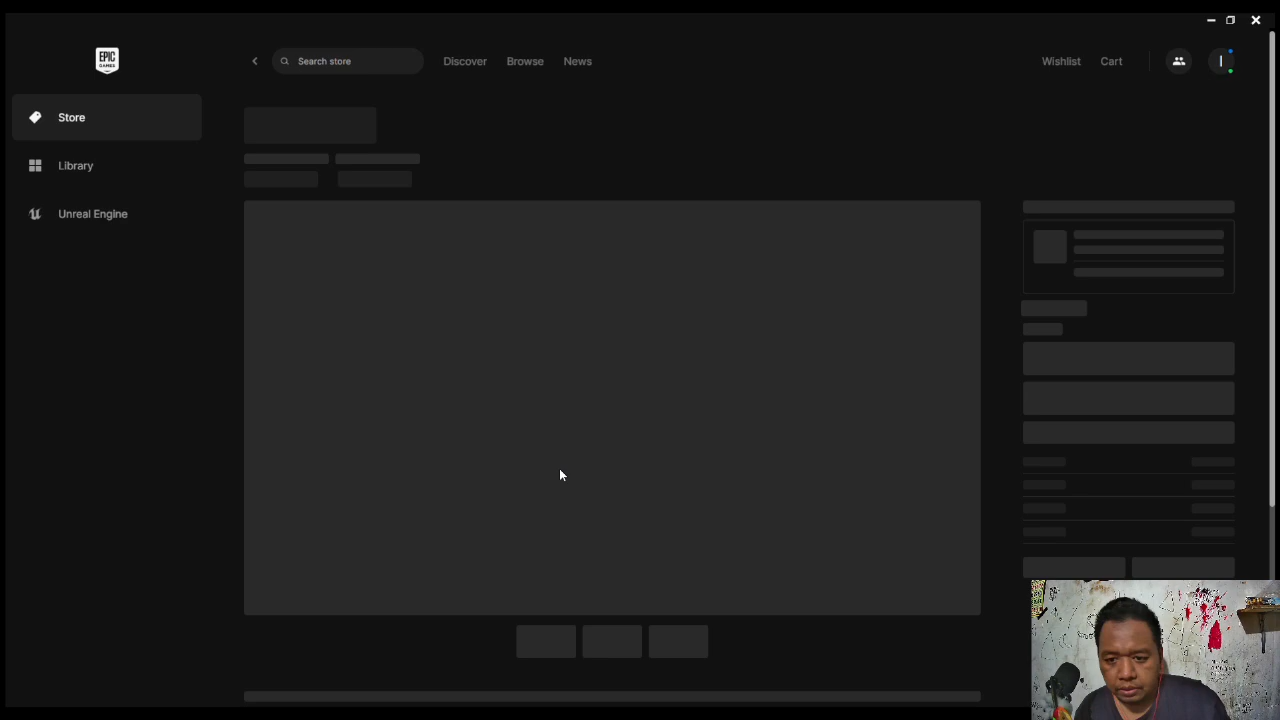 EPIC
GAMES
Search store
Discover
Browse
News
Wishlist
Cart
I
Store
Library
Unreal Engine